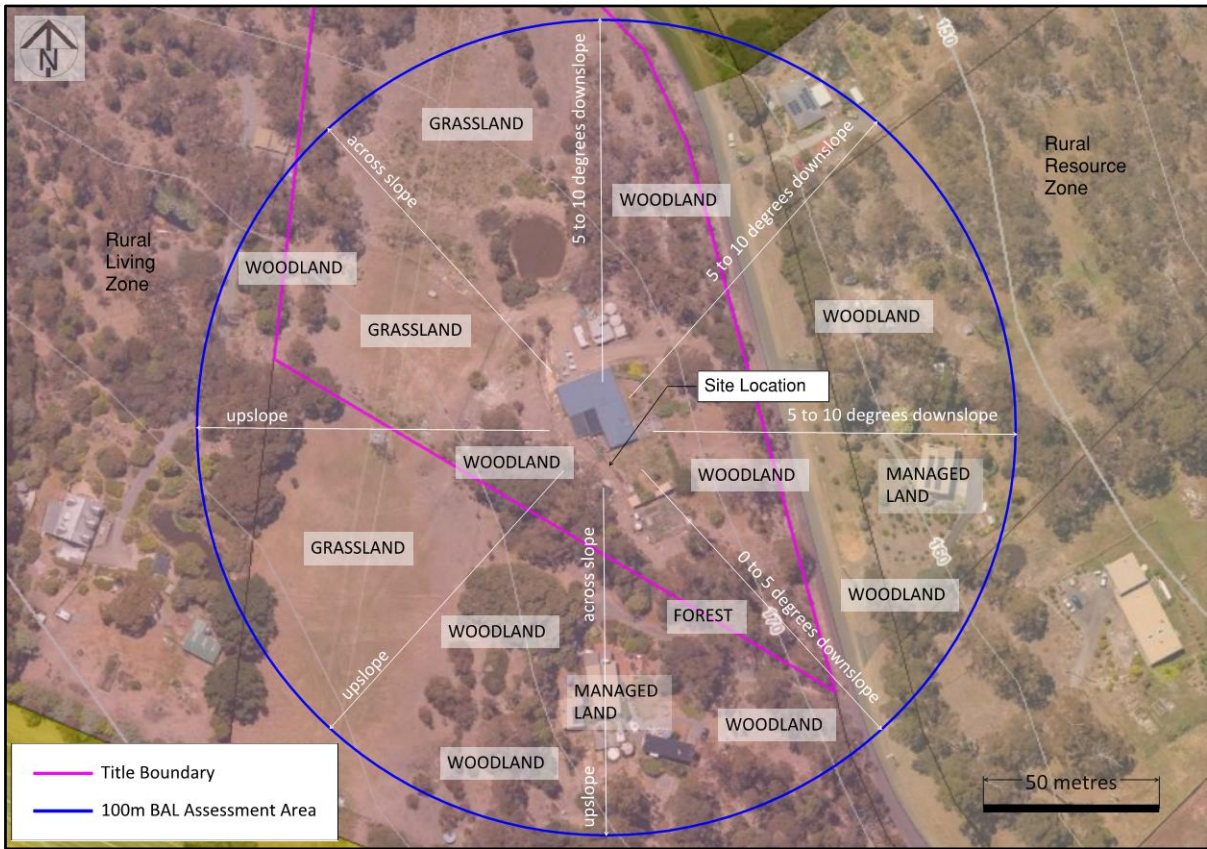 N
150
GRASSLAND
5 to 10 degrees downslope
across slope
5 to 10 degrees downslope
Rural
Resource
Zone
WOODLAND
Rural
Living
Zone
WOODLAND
WOODLAND
GRASSLAND
Site Location
upslope
5 to 10 degrees downslope
WOODLAND
WOODLAND
MANAGED
LAND
GRASSLAND
across slope
0 to 5 degrees downslope
160
WOODLAND
FOREST
170
WOODLAND
upslope
MANAGED
LAND
WOODLAND
WOODLAND
upslope
Title Boundary
100m BAL Assessment Area
50 metres